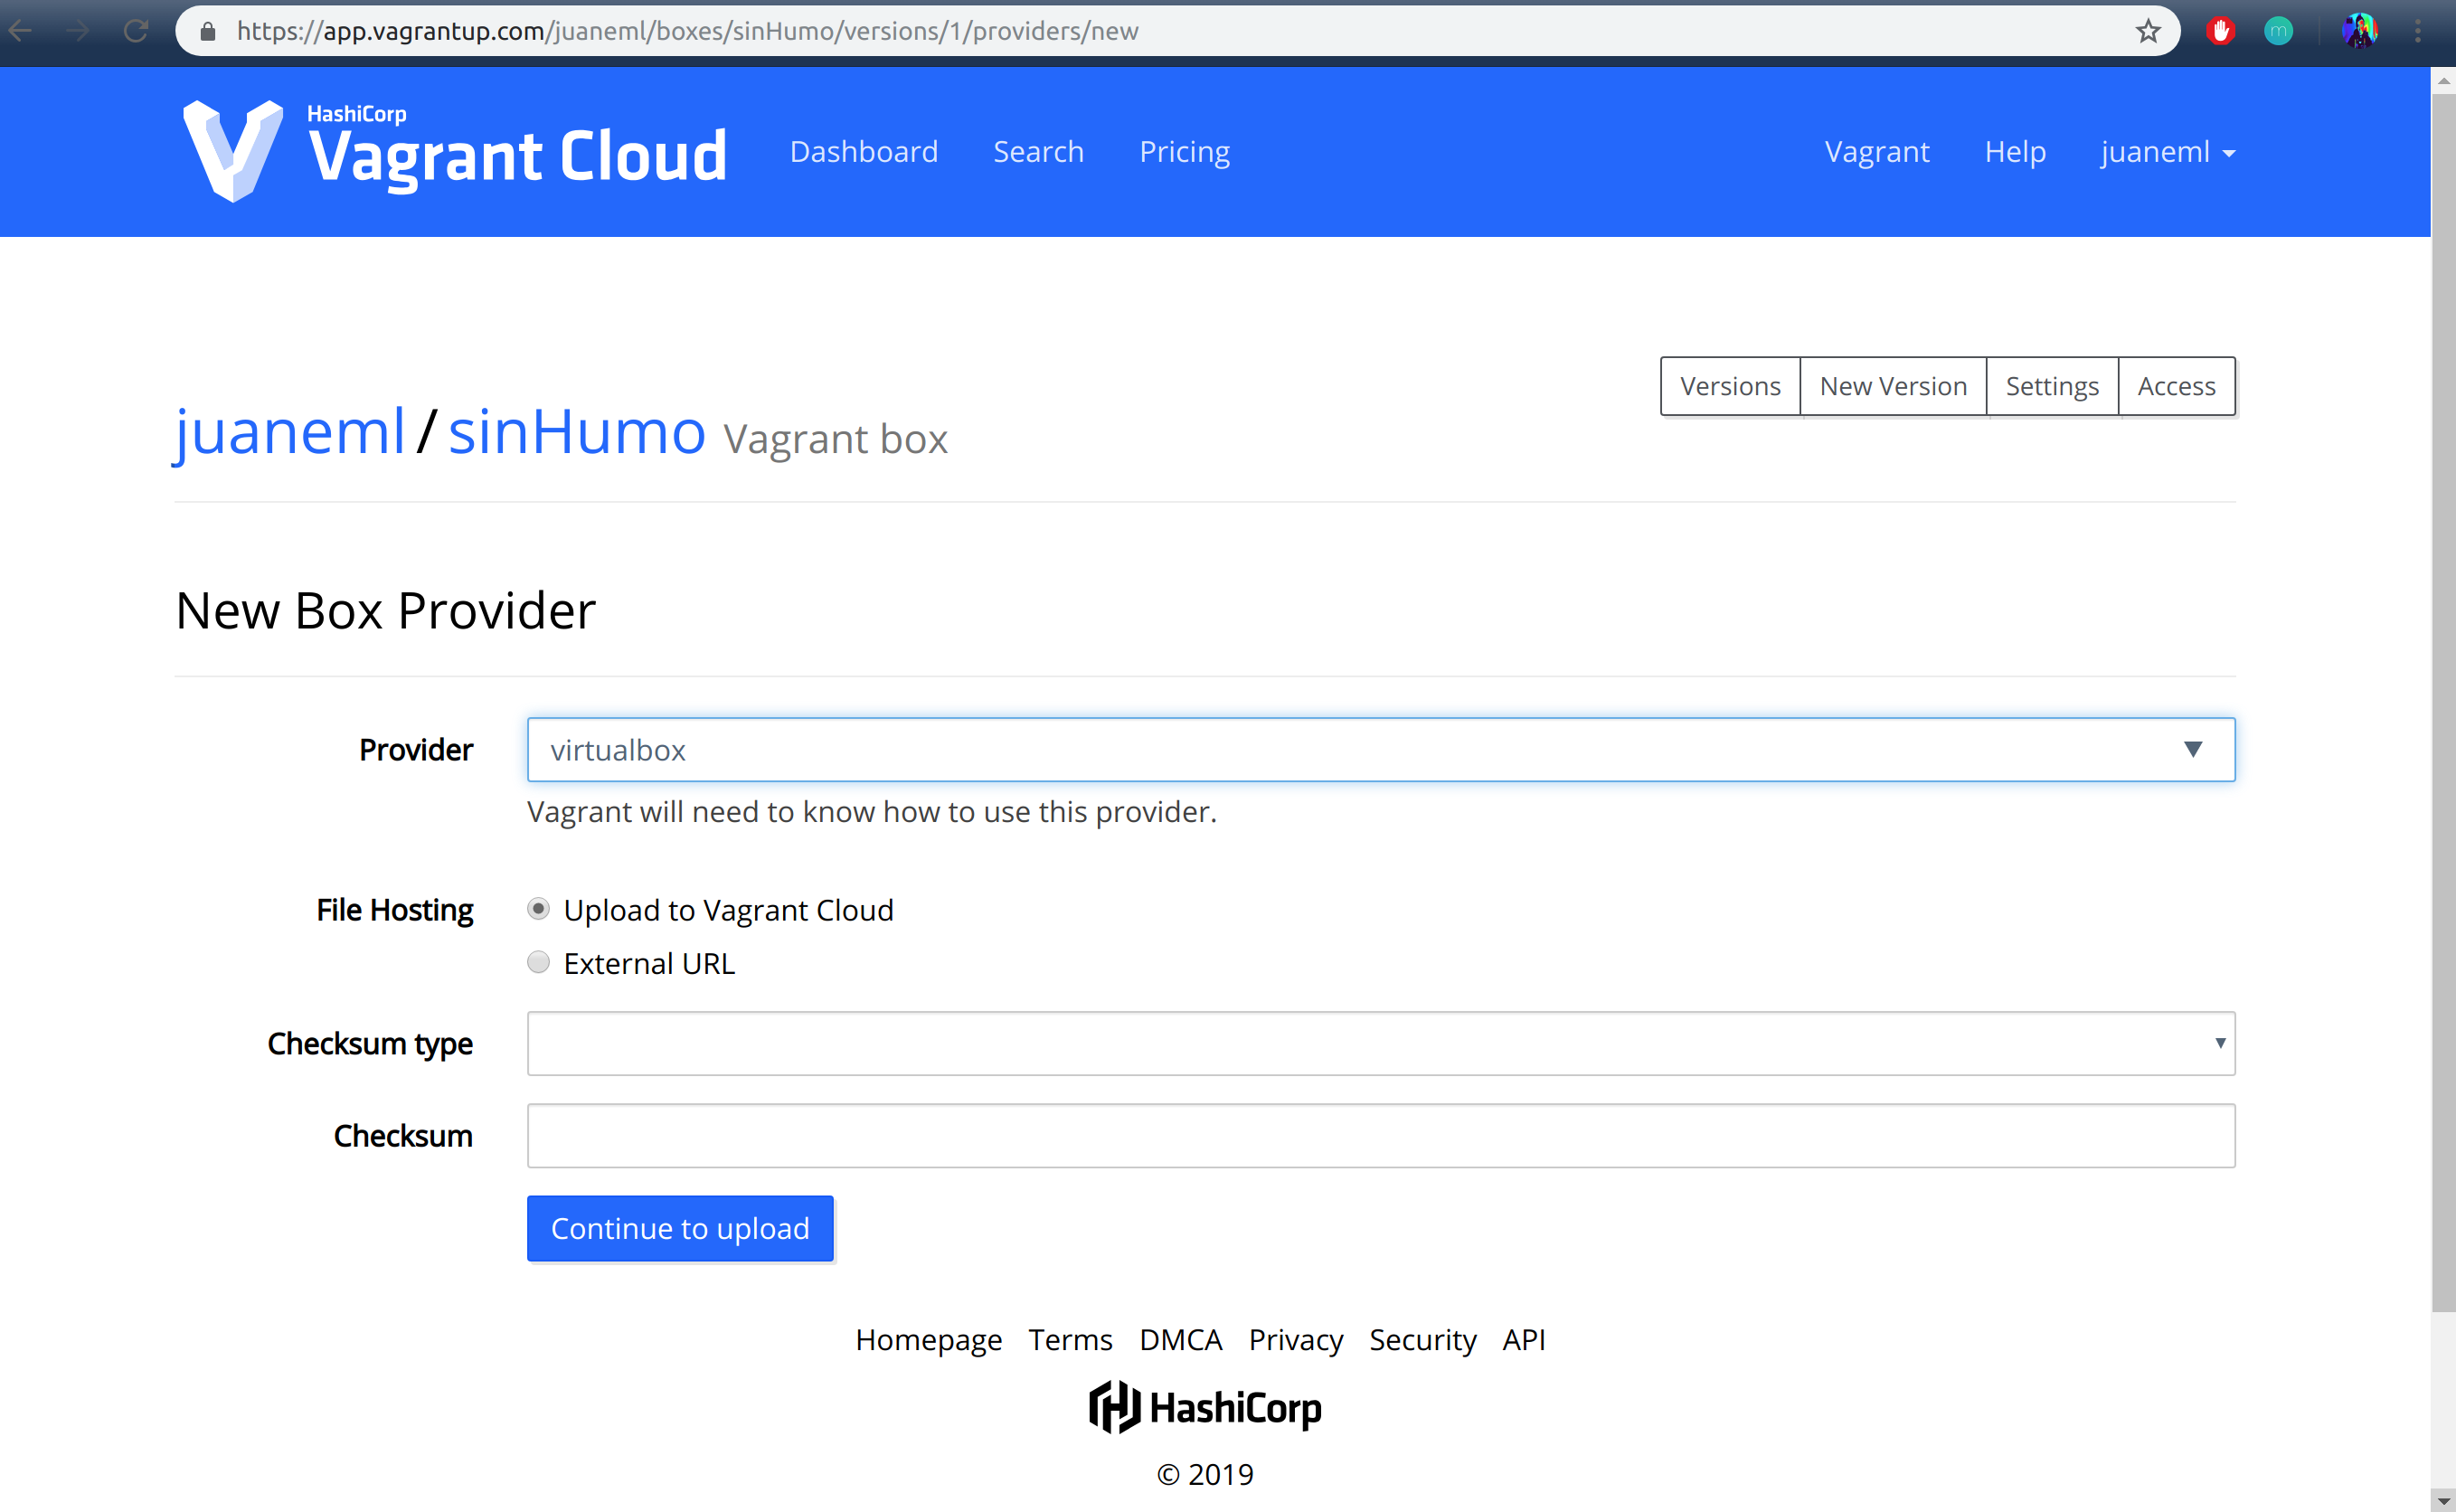 https://app.vagrantup.com/juaneml/boxes/sinHumo/versions/1/providers/new
m
HashiCorp
Vagrant Cloud
Dashboard Search Pricing Vagrant Help juaneml
Versions New Version Settings Access
juaneml/sinHumo Vagrant box
New Box Provider
Provider virtualbox
Vagrant will need to know how to use this provider.
File Hosting Upload to Vagrant Cloud
External URL
Checksum type
Checksum
Continue to upload
Homepage Terms DMCA Privacy Security API
HashiCorp
© 2019